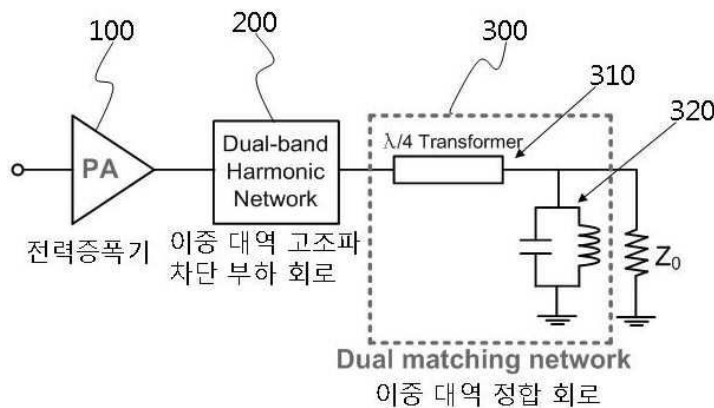 100
200
300
310
320
PA
Dual-band
Harmonic
Network
λ/4 Transformer
Z0
전력증폭기
이중 대역 고조파
차단 부하 회로
Dual matching network
이중 대역 정합 회로